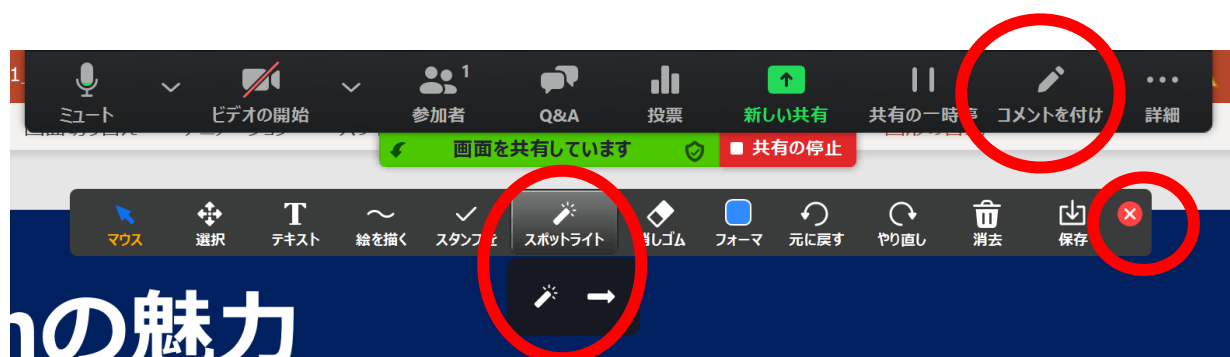 1
ミュート ビデオの開始 参加者 1 Q&A 投票 新しい共有 共有の一時停 コメントを付け 詳細
画面を共有しています 共有の停止
マウス 選択 テキスト 絵を描く スタンプを スポットライト 消しゴム フォーマ 元に戻す やり直し 消去 保存
の魅力